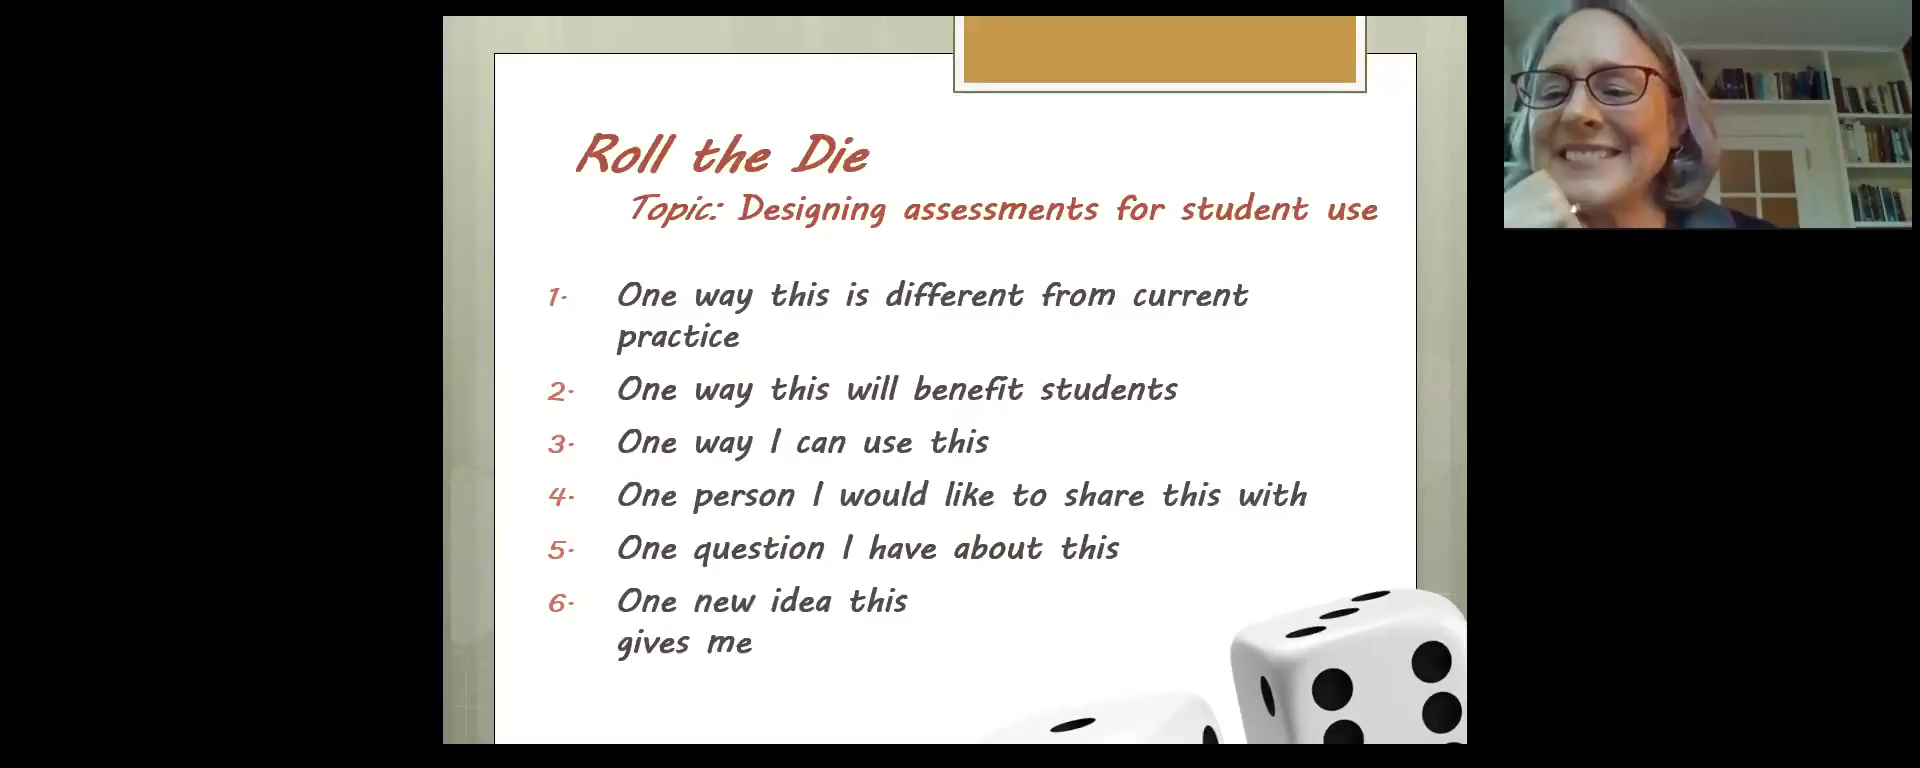 Roll the Die
Topic: Designing assessments for student use
1. One way this is different from current
practice
2. One way this will benefit students
3. One way I can use this
4. One person I would like to share this with
5. One question I have about this
6. One new idea this
gives me